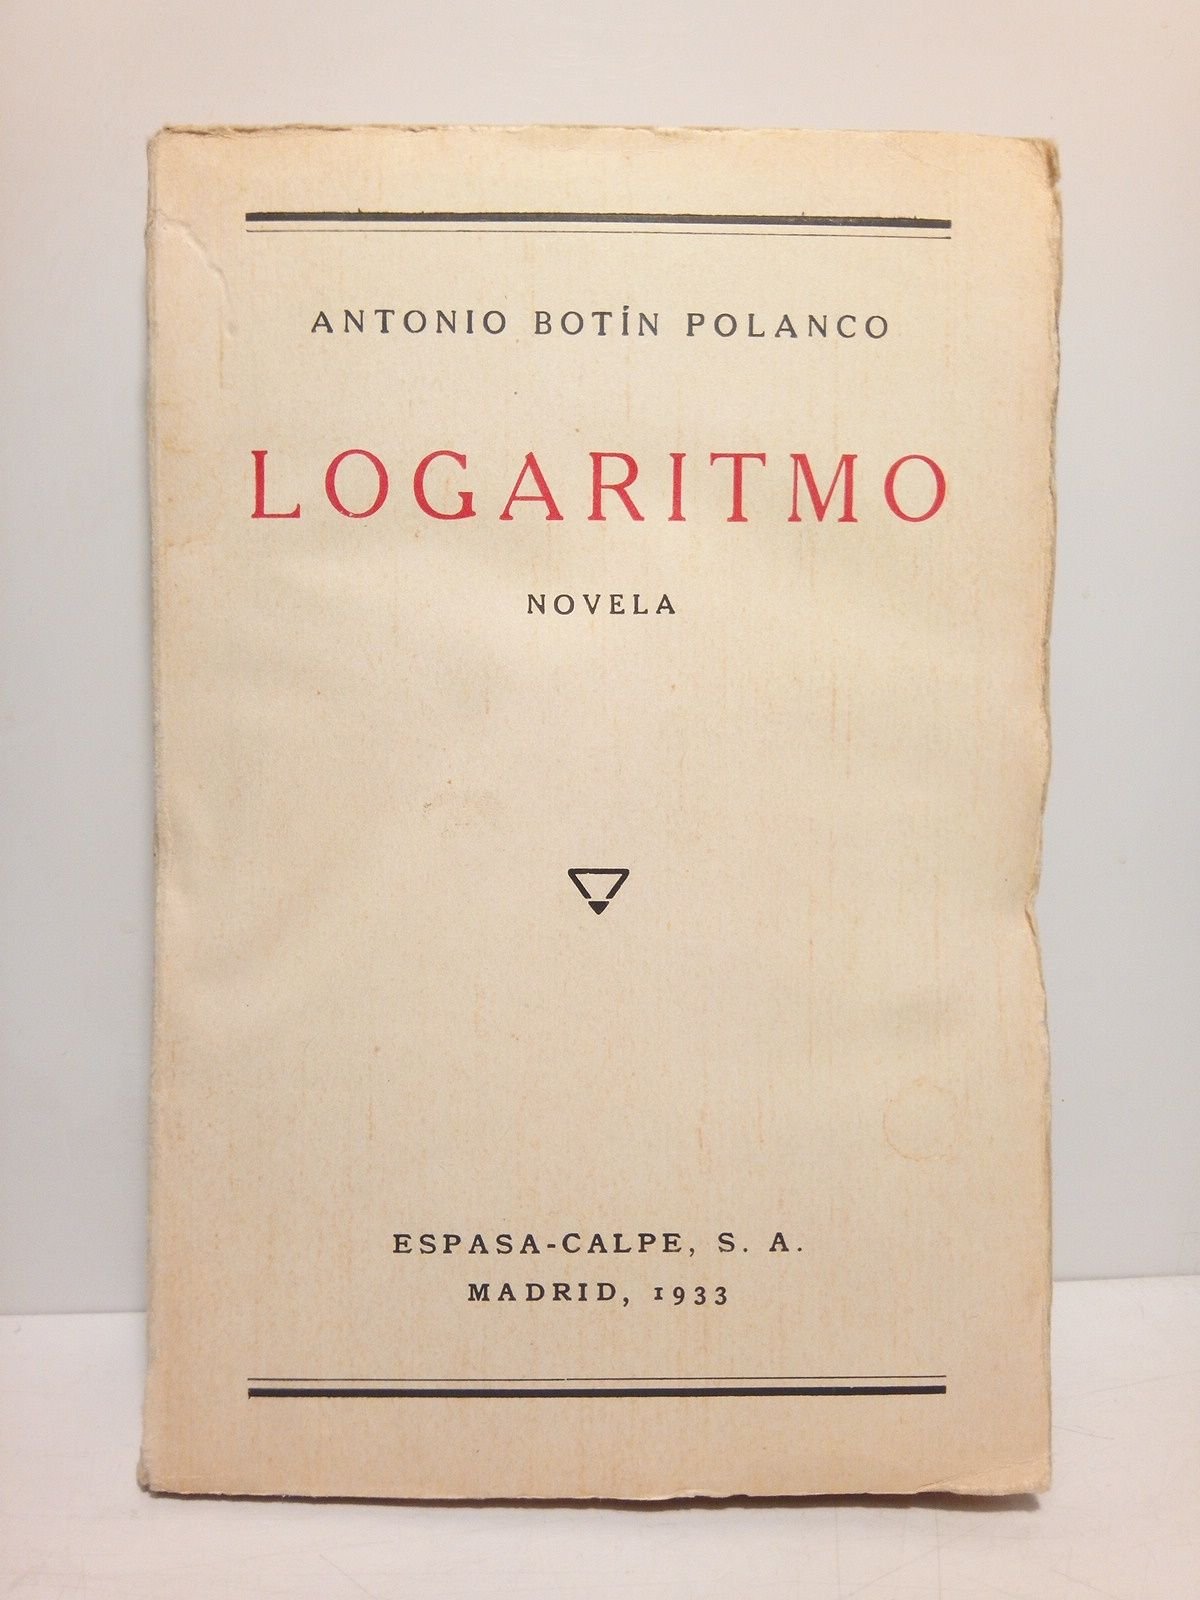 ANTONIO BOTÍN POLANCO
LOGARITMO
NOVELA
ESPASA-CALPE, S. A.
MADRID, 1933